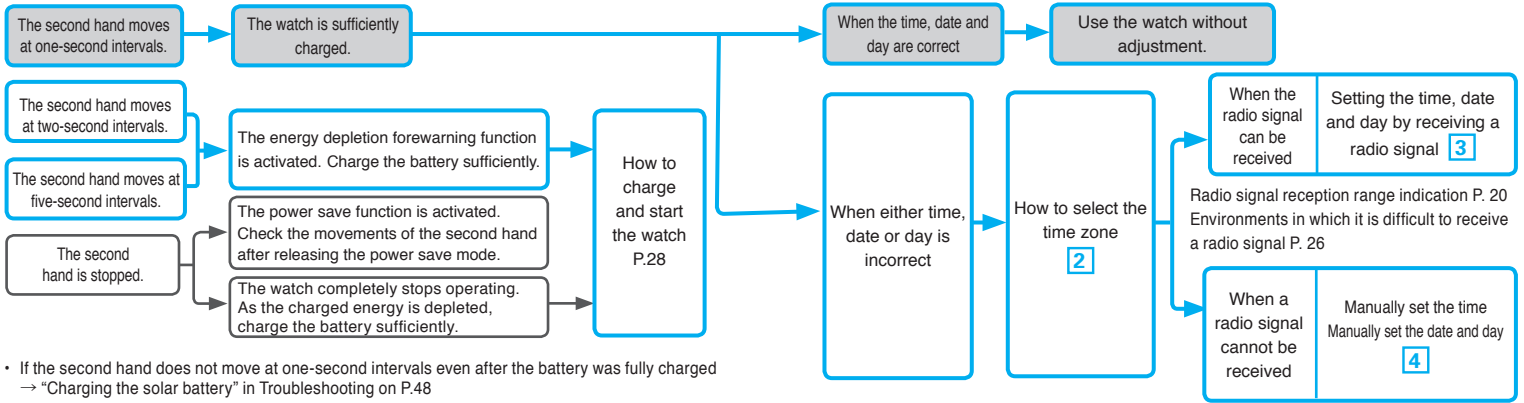 The second hand moves
at one-second intervals.
The watch is sufficiently
charged.
When the time, date and
day are correct
Use the watch without
adjustment.
The second hand moves
at two-second intervals.
The second hand moves at
five-second intervals.
The energy depletion forewarning function
is activated. Charge the battery sufficiently.
The second
hand is stopped.
The power save function is activated.
Check the movements of the second hand
after releasing the power save mode.
The watch completely stops operating.
As the charged energy is depleted,
charge the battery sufficiently.
How to
charge
and start
the watch
P.28
When either time,
date or day is
incorrect
How to select the
time zone
2
When the
radio signal
can be
received
Setting the time, date
and day by receiving a
radio signal 3
Radio signal reception range indication P. 20
Environments in which it is difficult to receive
a radio signal P. 26
When a
radio signal
cannot be
received
Manually set the time
Manually set the date and day
4
• If the second hand does not move at one-second intervals even after the battery was fully charged
→ “Charging the solar battery” in Troubleshooting on P.48